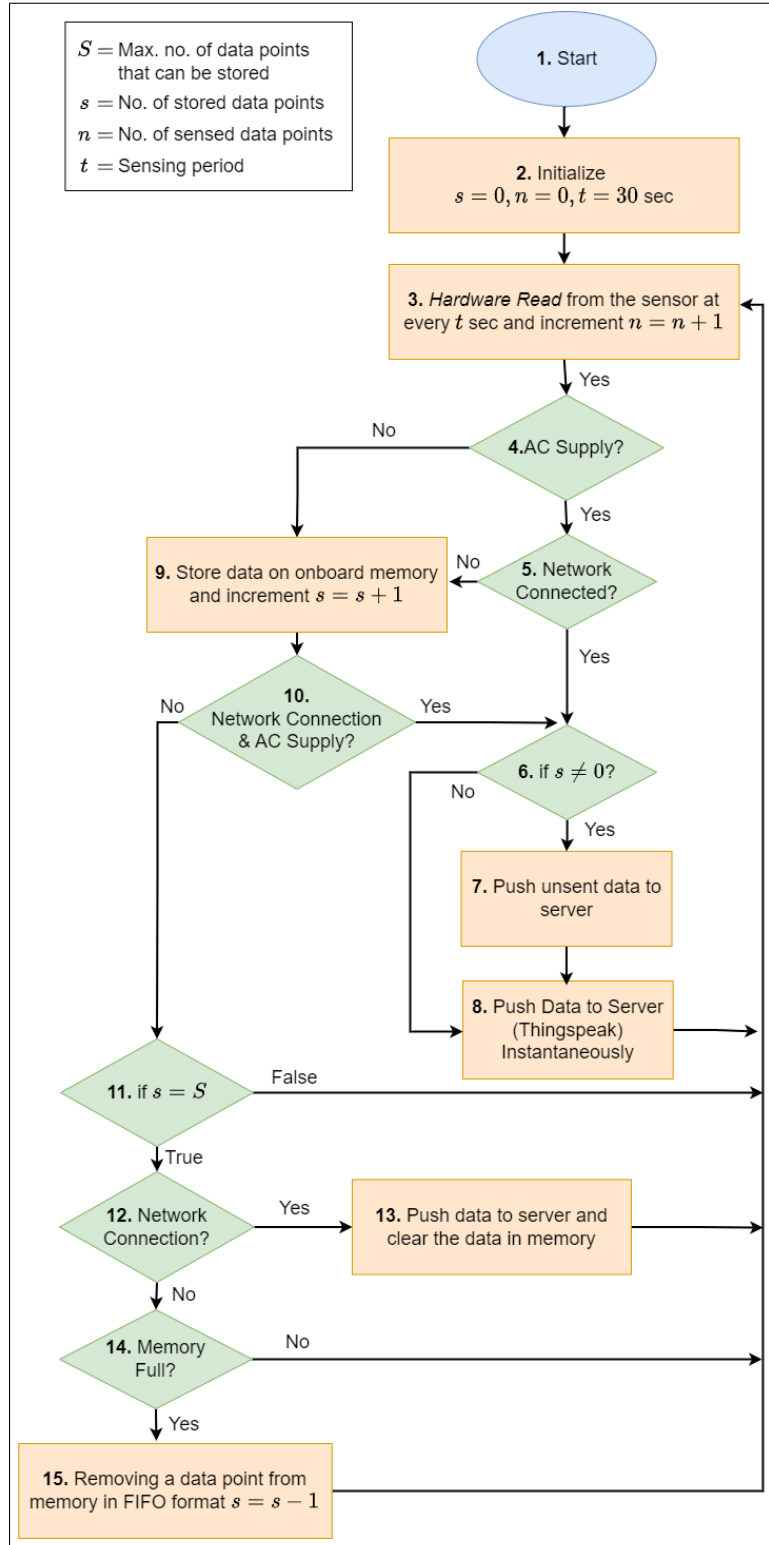 S = Max. no. of data points
that can be stored
s = No. of stored data points
n = No. of sensed data points
t = Sensing period
1. Start
2. Initialize
s = 0, n = 0, t = 30 sec
3. Hardware Read from the sensor at
every t sec and increment n = n + 1
Yes
4.AC Supply?
No
Yes
5. Network
Connected?
No
9. Store data on onboard memory
and increment s = s + 1
Yes
10.
Network Connection
& AC Supply?
No
Yes
6. if s ≠ 0?
No
Yes
7. Push unsent data to
server
8. Push Data to Server
(Thingspeak)
Instantaneously
11. if s = S
False
True
12. Network
Connection?
Yes
13. Push data to server and
clear the data in memory
No
14. Memory
Full?
No
Yes
15. Removing a data point from
memory in FIFO format s = s − 1